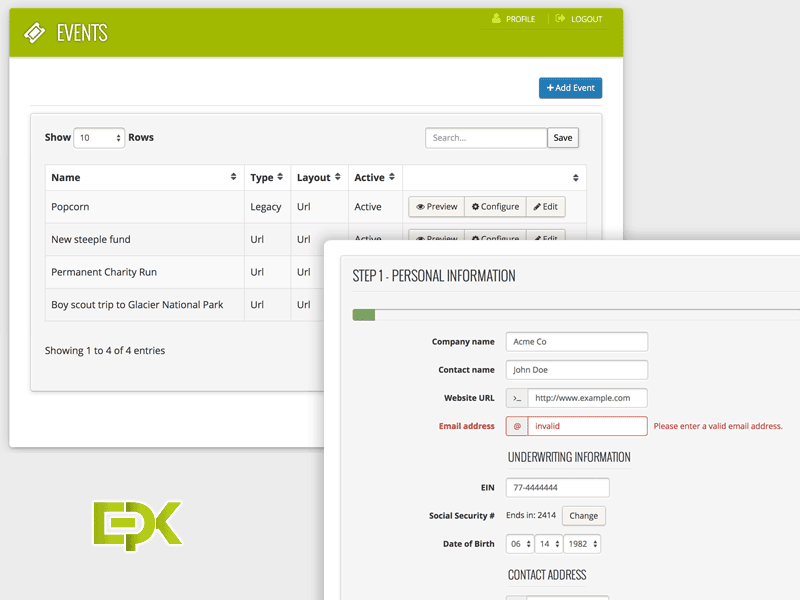 EVENTS
PROFILE LOGOUT
+ Add Event
Show 10 Rows
Search... Save
Name Type Layout Active
Popcorn Legacy Url Active Preview Configure Edit
New steeple fund Url Url Active Preview Configure Edit
Permanent Charity Run Url Url
Boy scout trip to Glacier National Park Url Url
Showing 1 to 4 of 4 entries
STEP 1 - PERSONAL INFORMATION
Company name Acme Co
Contact name John Doe
Website URL >_ http://www.example.com
Email address @ invalid Please enter a valid email address.
UNDERWRITING INFORMATION
EIN 77-4444444
Social Security # Ends in: 2414 Change
Date of Birth 06 14 1982
CONTACT ADDRESS
EPK